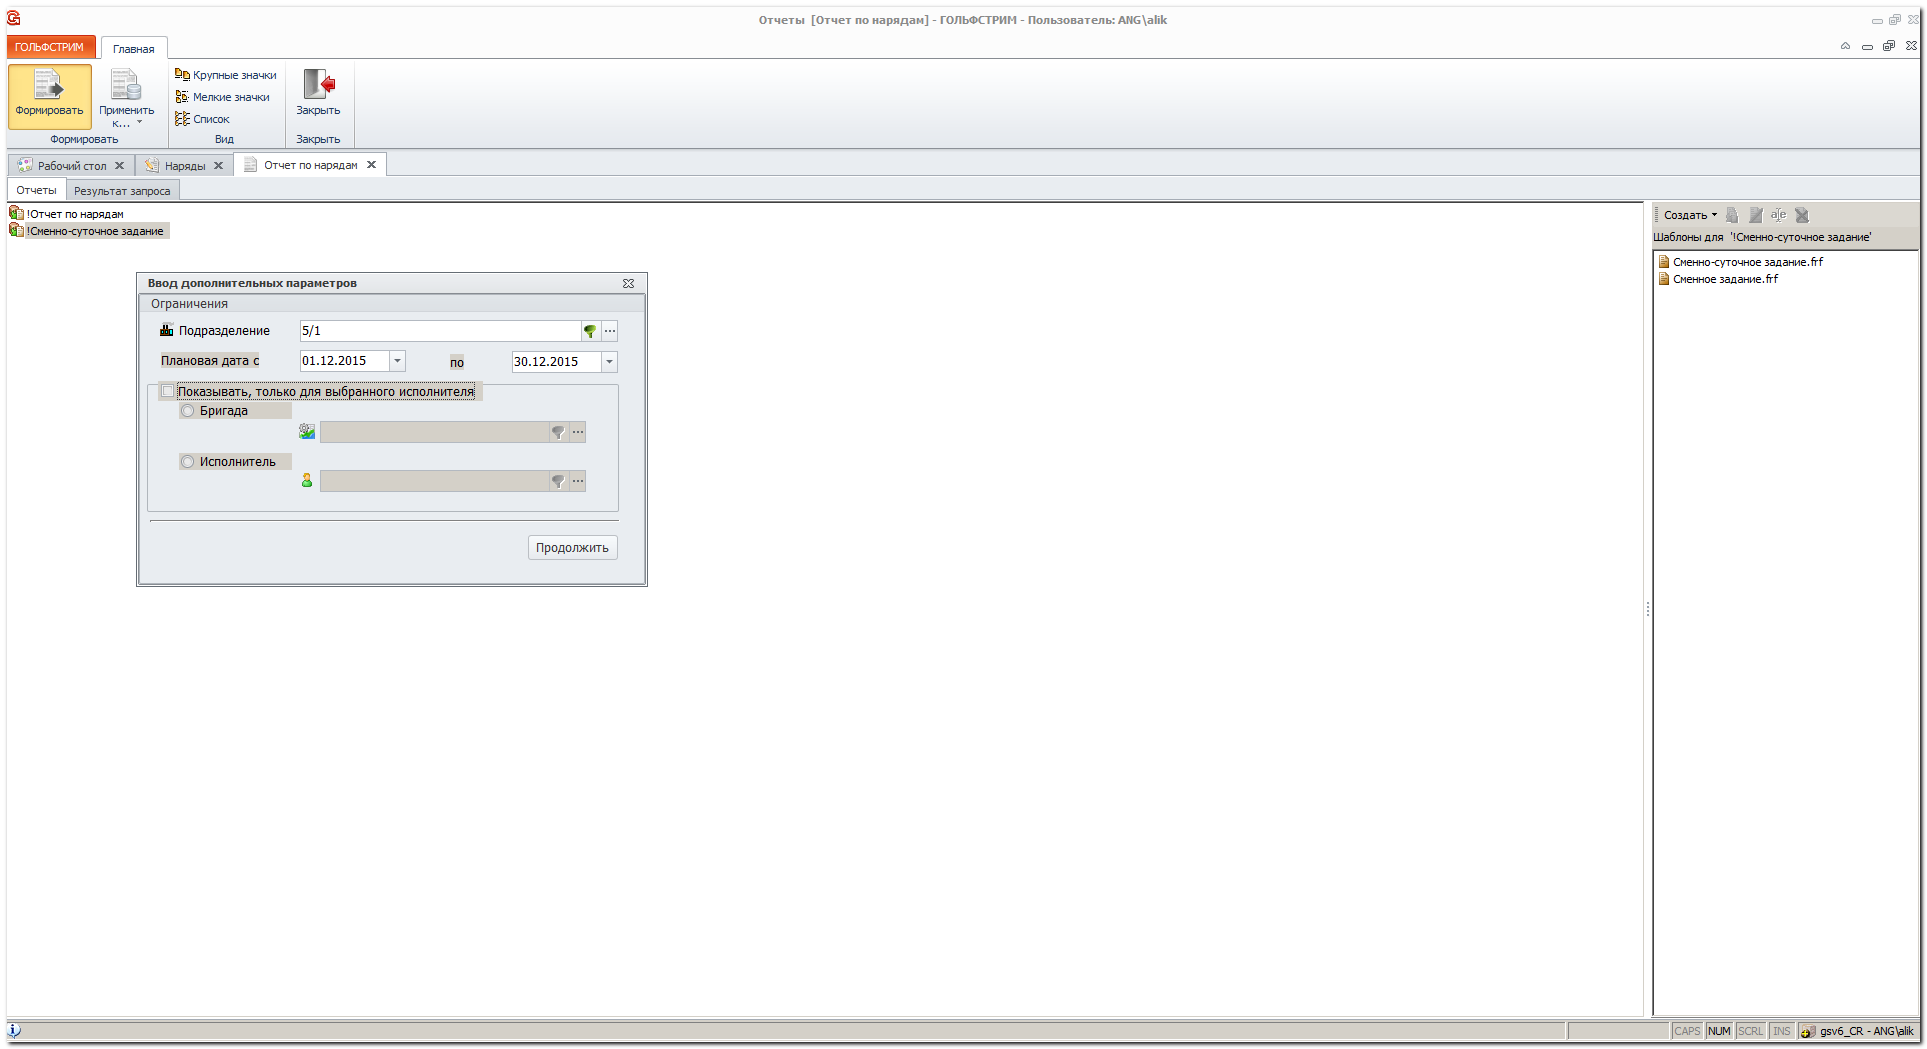 Отчеты [Отчет по нарядам] - ГОЛЬФСТРИМ - Пользователь: ANG\alik
ГОЛЬФСТРИМ
Главная
Формировать
Применить к...
Крупные значки
Мелкие значки
Список
Закрыть
Формировать
Вид
Закрыть
Рабочий стол
Наряды
Отчет по нарядам
Отчеты
Результат запроса
!Отчет по нарядам
!Сменно-суточное задание
Ввод дополнительных параметров
Ограничения
Подразделение
5/1
Плановая дата с
01.12.2015
по
30.12.2015
Показывать, только для выбранного исполнителя
Бригада
Исполнитель
Продолжить
Создать
Шаблоны для '!Сменно-суточное задание'
Сменно-суточное задание.frf
Сменное задание.frf
CAPS NUM SCRL INS gsv6_CR - ANG\alik